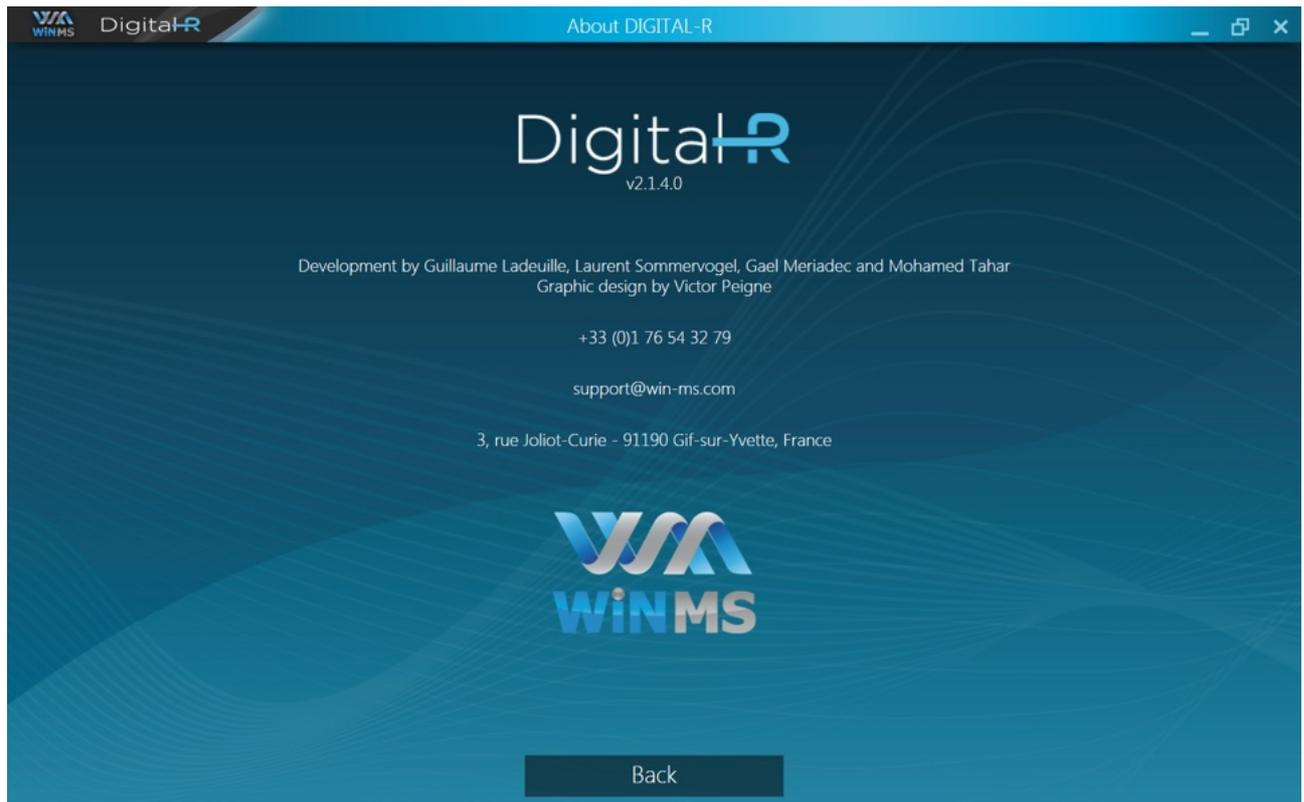 WiNMS Digital-R About DIGITAL-R
Digital-R
v2.1.4.0
Development by Guillaume Ladeuille, Laurent Sommervogel, Gael Meriadec and Mohamed Tahar
Graphic design by Victor Peigne
+33 (0)1 76 54 32 79
support@win-ms.com
3, rue Joliot-Curie - 91190 Gif-sur-Yvette, France
WiNMS
Back